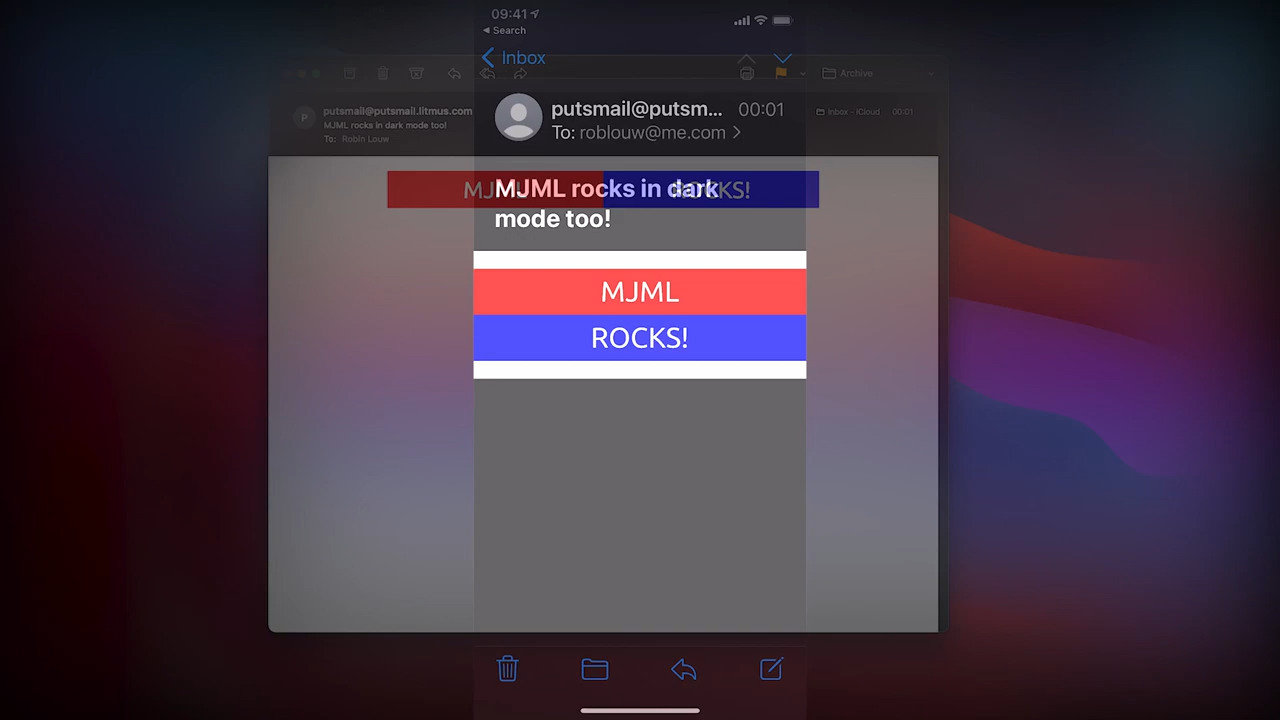 09:41
Search
Inbox
Archive
putsmail@putsm... 00:01
To: roblouw@me.com
P
putsmail@putsmail.litmus.com
MJML rocks in dark mode too!
To: Robin Louw
Inbox - iCloud 00:01
MJML rocks in dark
mode too!
MJML ROCKS!
MJML
ROCKS!